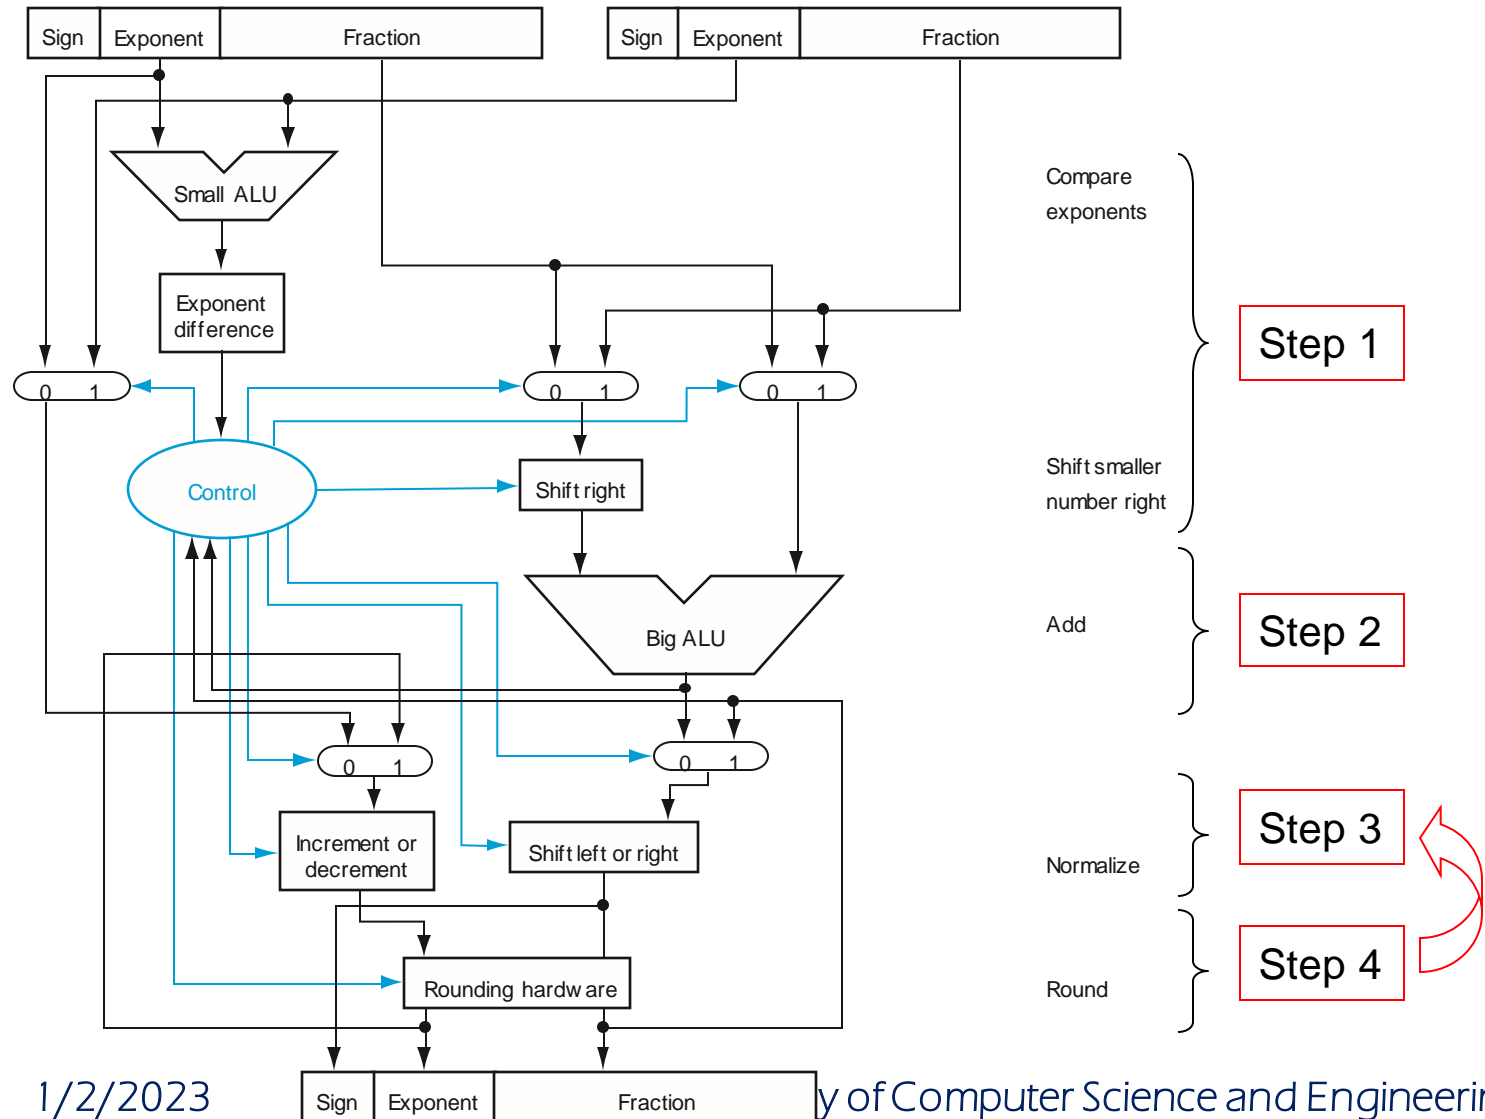 Sign Exponent Fraction Sign Exponent Fraction
Small ALU
Compare
exponents
Exponent
difference
Step 1
0 1 0 1 0 1
Control
Shift right
Shift smaller
number right
Big ALU
Add
Step 2
0 1 0 1
Increment or
decrement
Shift left or right
Normalize
Step 3
Rounding hardware
Round
Step 4
Sign Exponent Fraction
1/2/2023 y of Computer Science and Engineerin